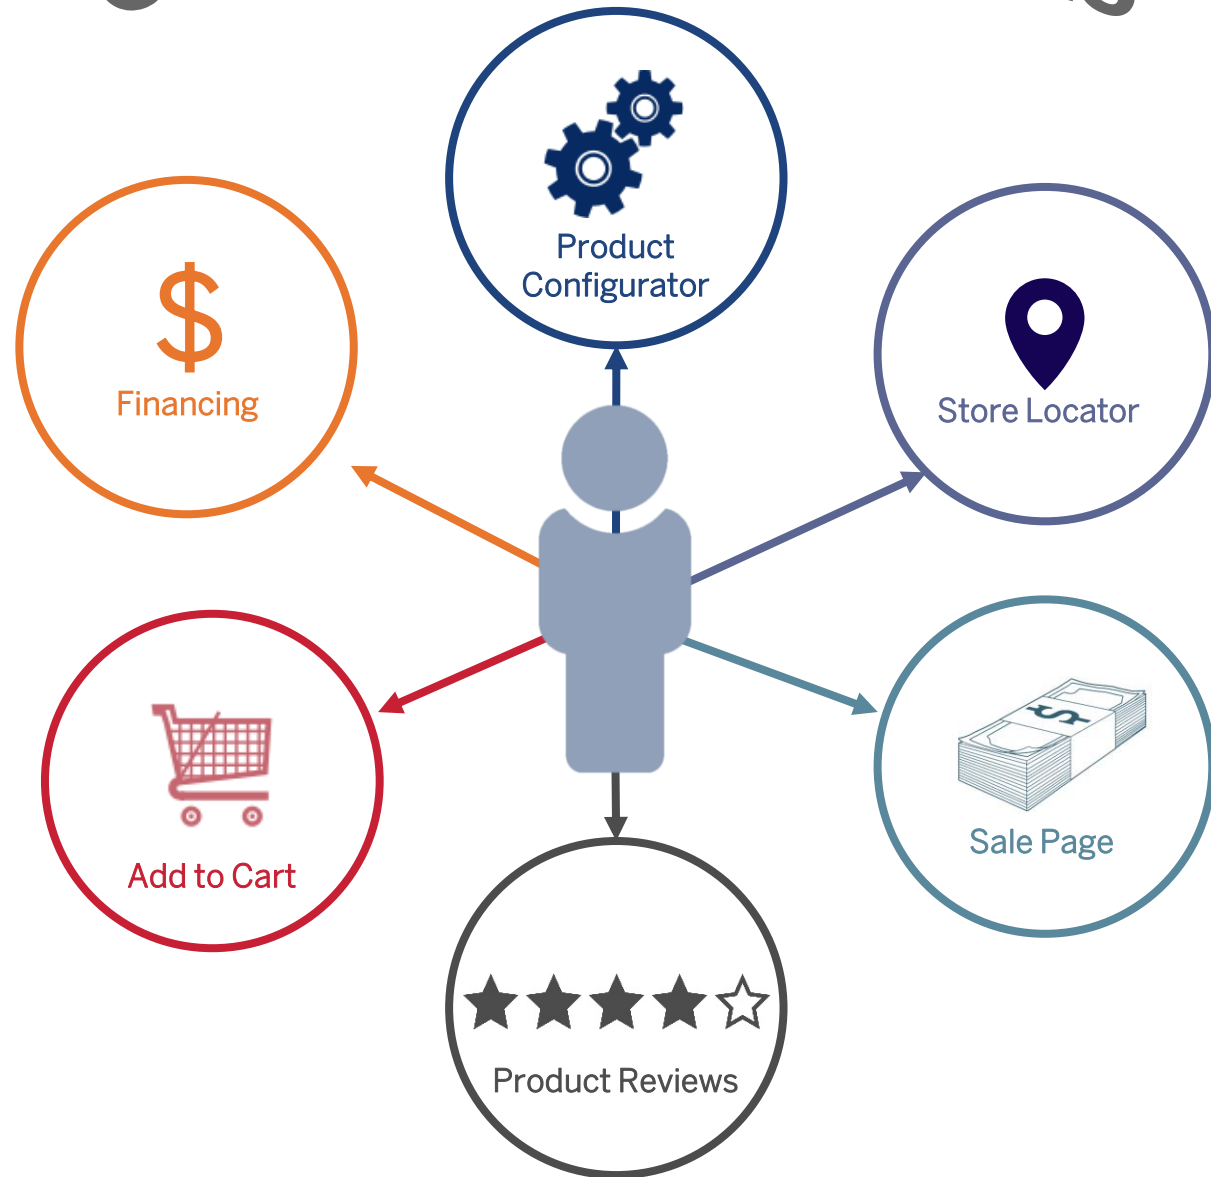 Product
Configurator
Financing
Store Locator
Add to Cart
Sale Page
Product Reviews